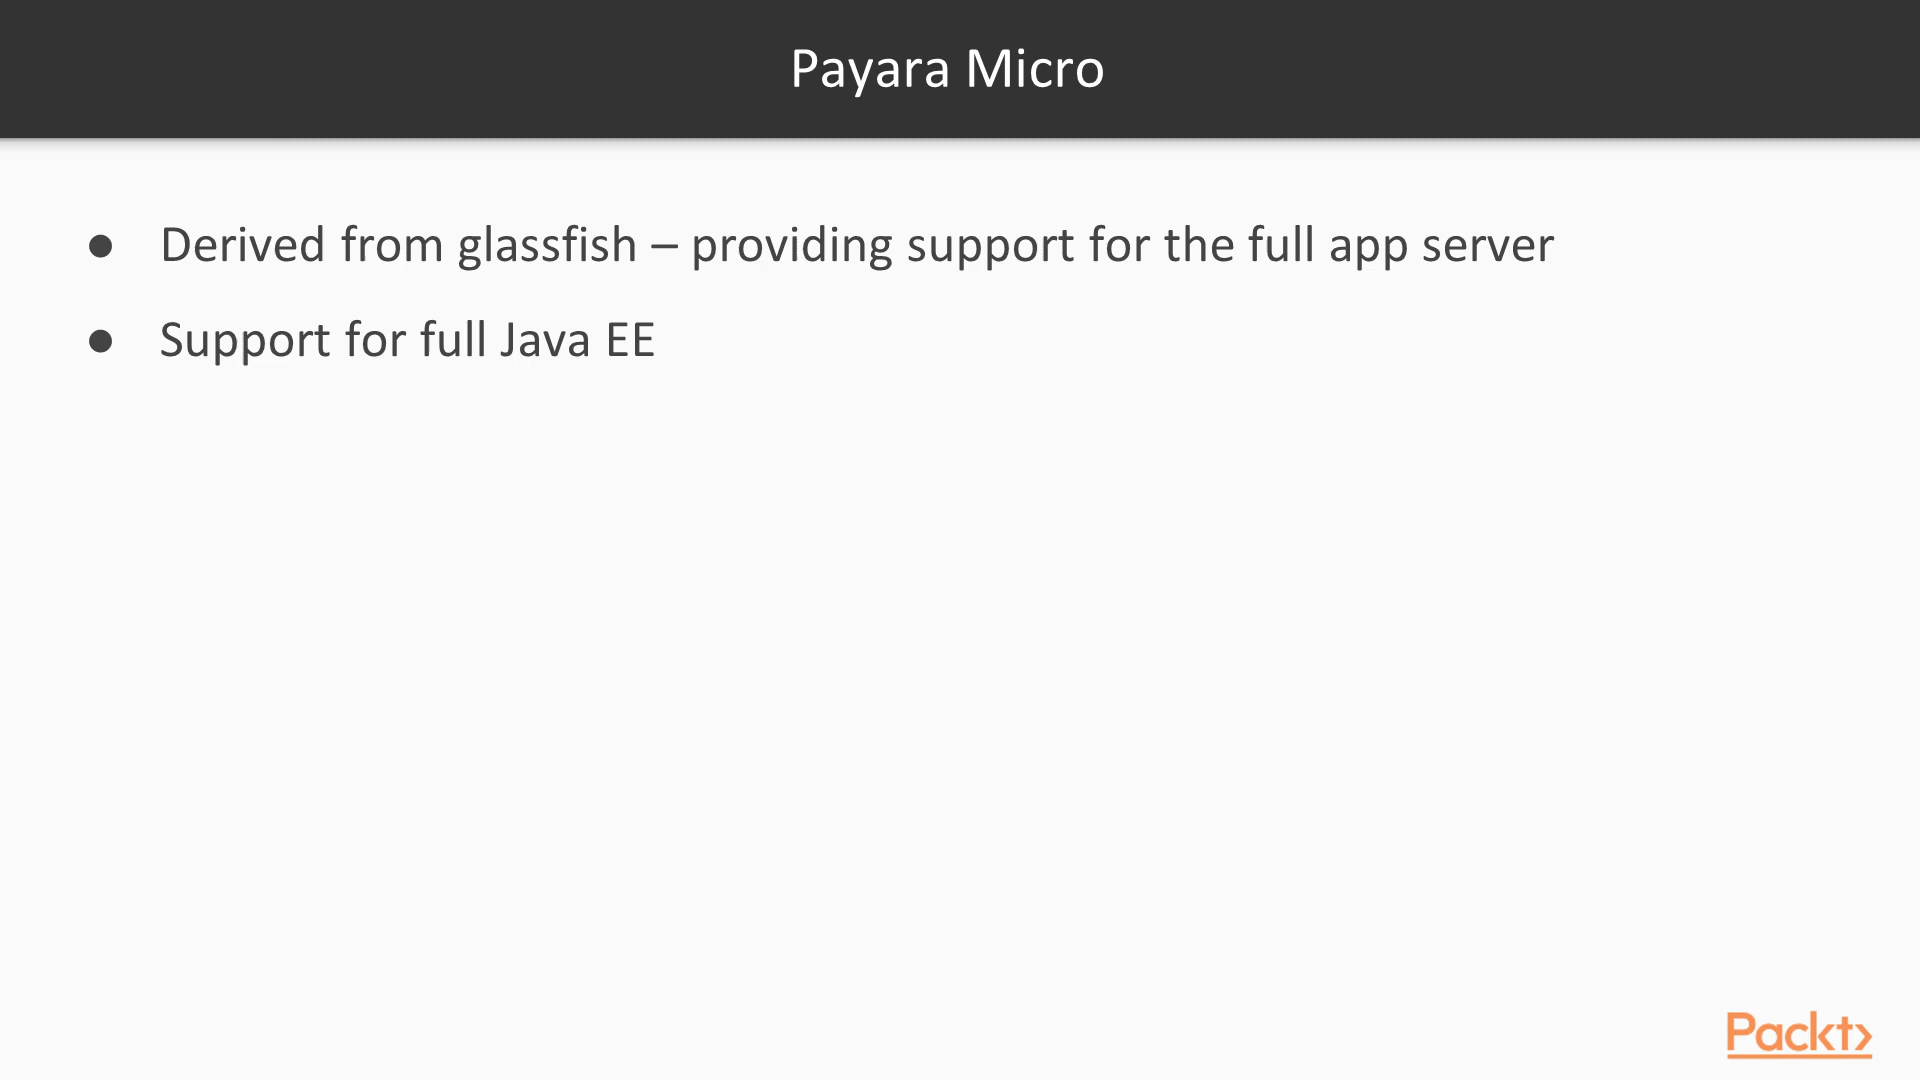 Payara Micro
● Derived from glassfish – providing support for the full app server
● Support for full Java EE
Packt>